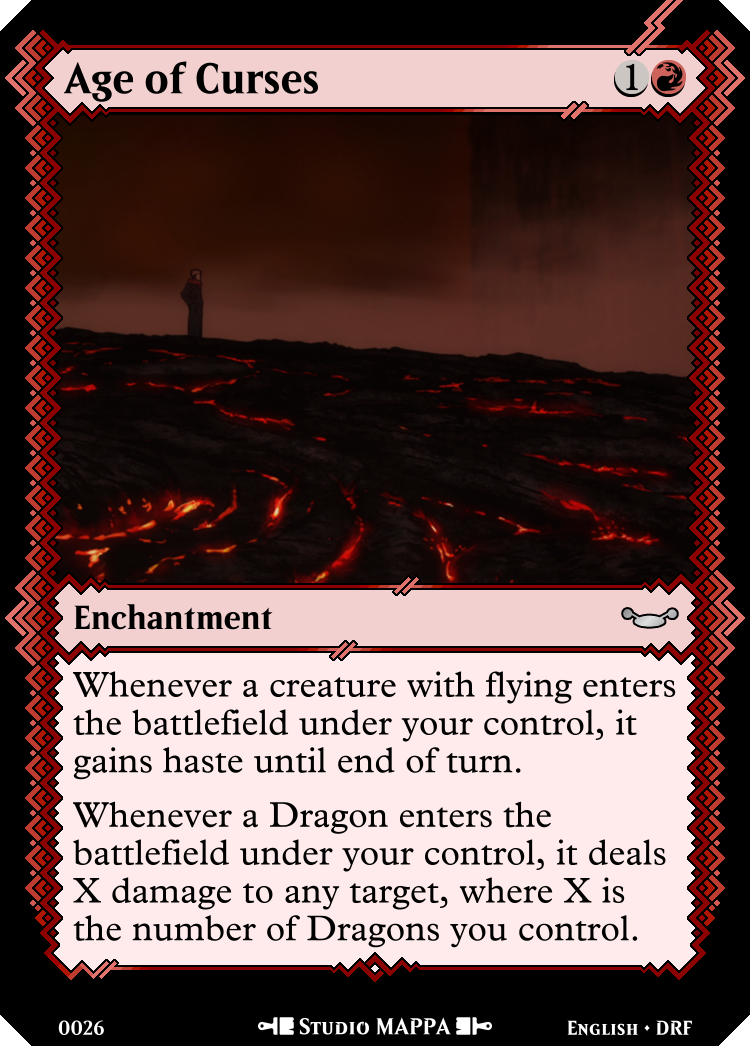 Age of Curses 1
Enchantment
Whenever a creature with flying enters
the battlefield under your control, it
gains haste until end of turn.
Whenever a Dragon enters the
battlefield under your control, it deals
X damage to any target, where X is
the number of Dragons you control.
0026 Studio MAPPA English • DRF